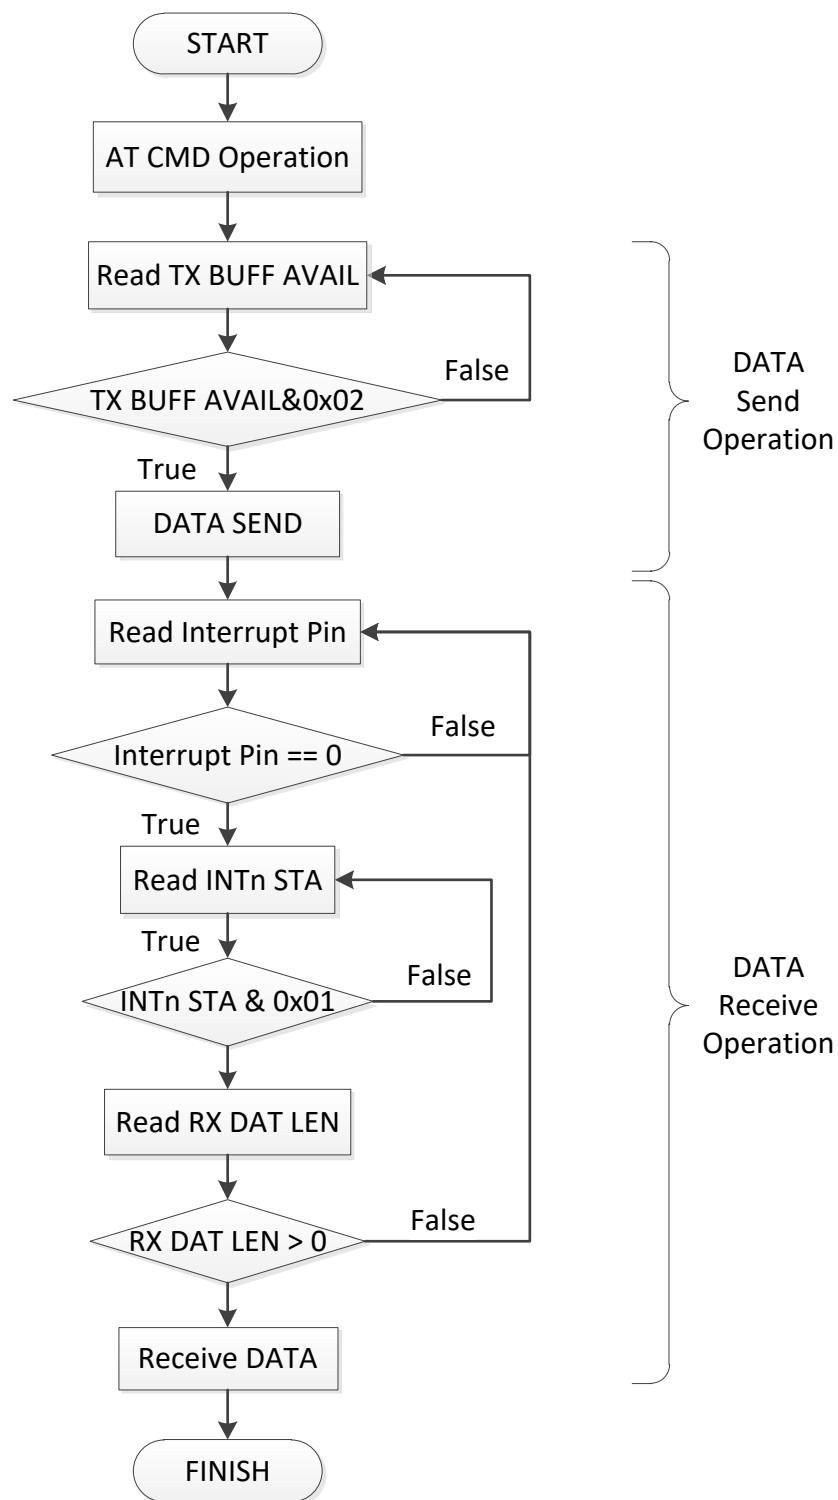 START
AT CMD Operation
Read TX BUFF AVAIL
False
TX BUFF AVAIL&0x02
True
DATA SEND
DATA
Send
Operation
Read Interrupt Pin
False
Interrupt Pin == 0
True
Read INTn STA
True
False
INTn STA & 0x01
Read RX DAT LEN
False
RX DAT LEN > 0
Receive DATA
DATA
Receive
Operation
FINISH